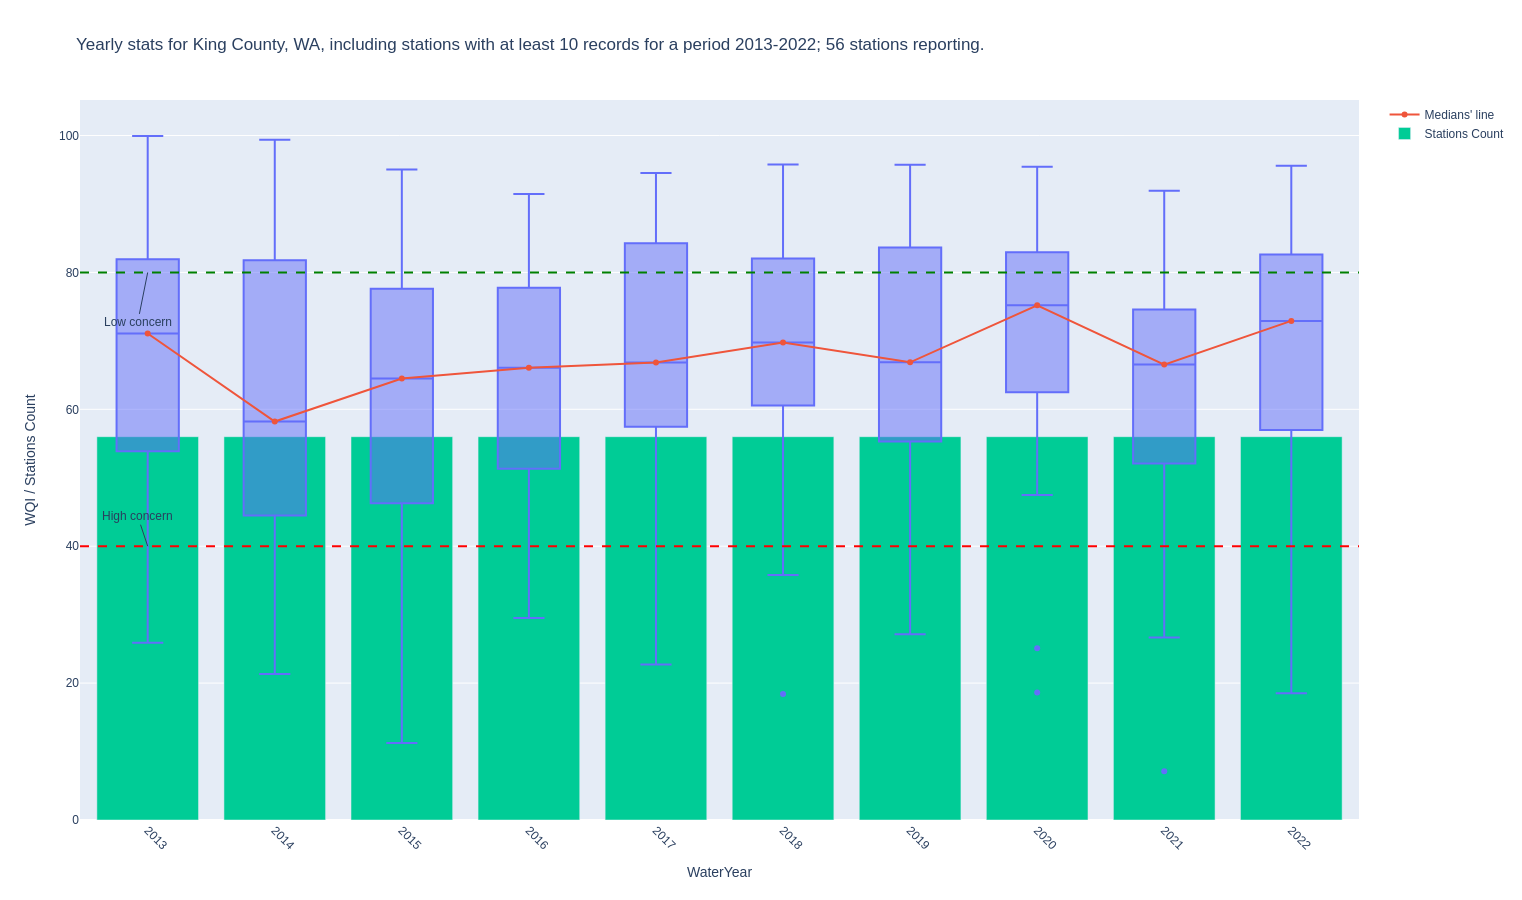 Yearly stats for King County, WA, including stations with at least 10 records for a period 2013-2022; 56 stations reporting.
Medians' line
Stations Count
WQI / Stations Count
100
80
60
40
20
0
Low concern
High concern
2013
2014
2015
2016
2017
2018
2019
2020
2021
2022
WaterYear